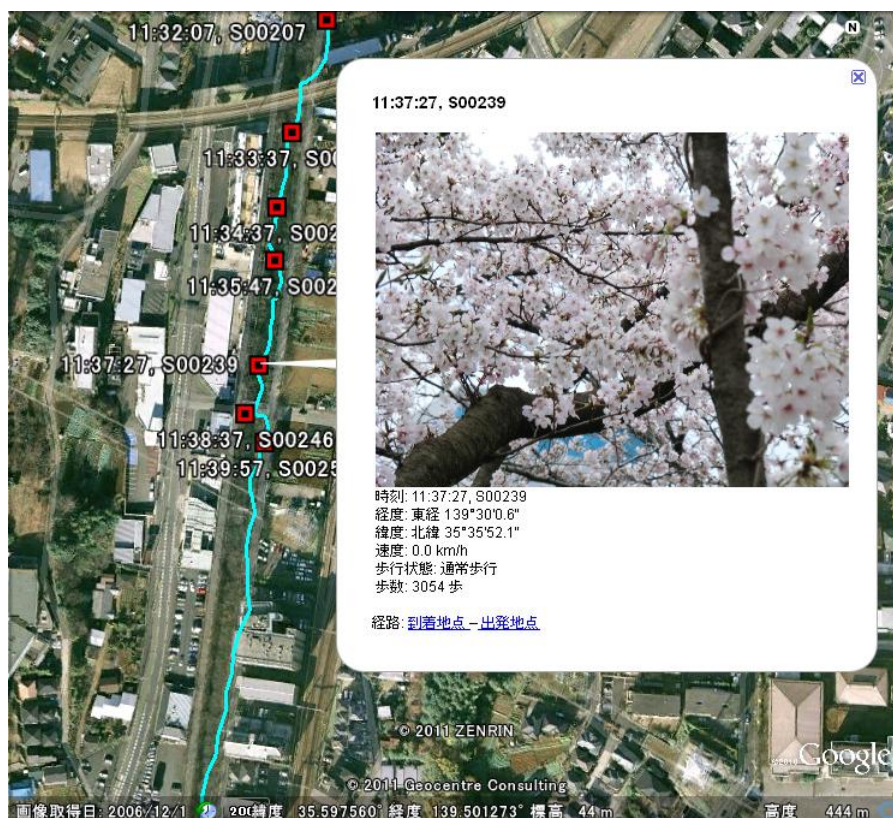 11:32:07, S00207
N
11:37:27, S00239
11:33:37, S00
11:34:37, S002
11:35:47, S002
11:37:27, S00239
11:38:37, S00246
11:39:57, S0025
時刻: 11:37:27, S00239
経度: 東経 139°30'0.6"
緯度: 北緯 35°35'52.1"
速度: 0.0 km/h
歩行状態: 通常歩行
歩数: 3054 歩
経路: 到着地点 – 出発地点
© 2011 ZENRIN
Google
© 2011 Geocentre Consulting
画像取得日: 2006/12/1 200 緯度 35.597560° 経度 139.501273° 標高 44 m 高度 444 m